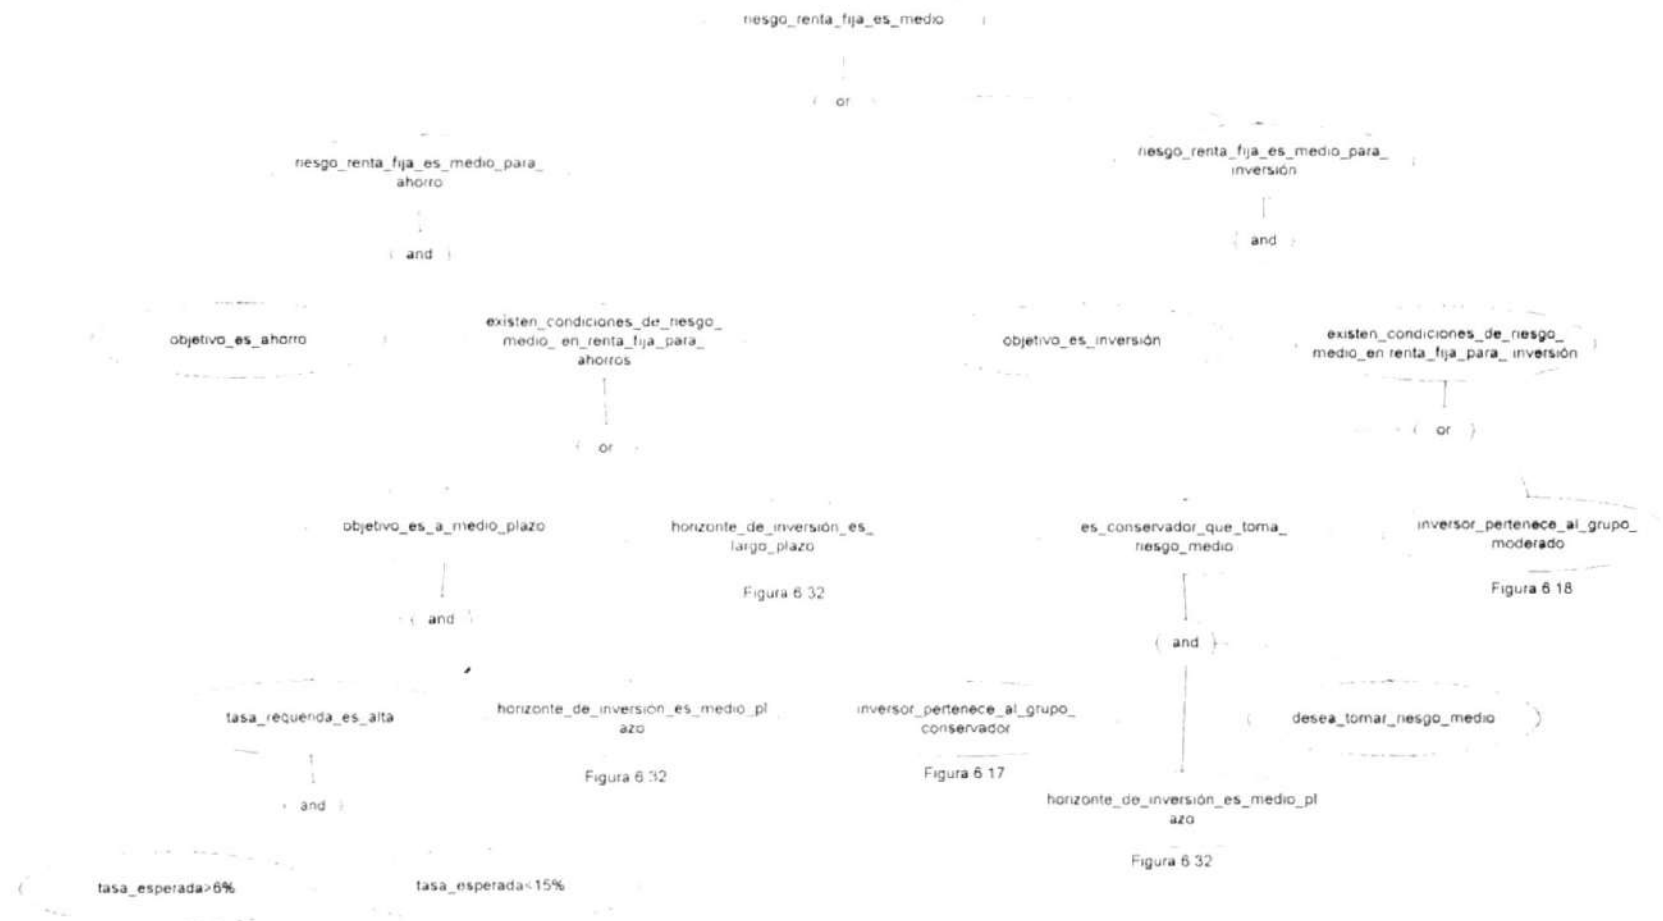 riesgo_renta_fija_es_medio
or
riesgo_renta_fija_es_medio_para_
ahorro
riesgo_renta_fija_es_medio_para_
inversión
and
and
objetivo_es_ahorro
existen_condiciones_de_riesgo_
medio_ en_renta_fija_para_
ahorros
objetivo_es_inversión
existen_condiciones_de_riesgo_
medio_en renta_fija_para_ inversión
or
or
objetivo_es_a_medio_plazo
horizonte_de_inversión_es_
largo_plazo
Figura 6.32
es_conservador_que_toma_
riesgo_medio
inversor_pertenece_al_grupo_
moderado
Figura 6.18
and
and
tasa_requerida_es_alta
horizonte_de_inversión_es_medio_pl
azo
Figura 6.32
inversor_pertenece_al_grupo_
conservador
Figura 6.17
desea_tomar_riesgo_medio
and
horizonte_de_inversión_es_medio_pl
azo
Figura 6.32
tasa_esperada>6%
tasa_esperada<15%